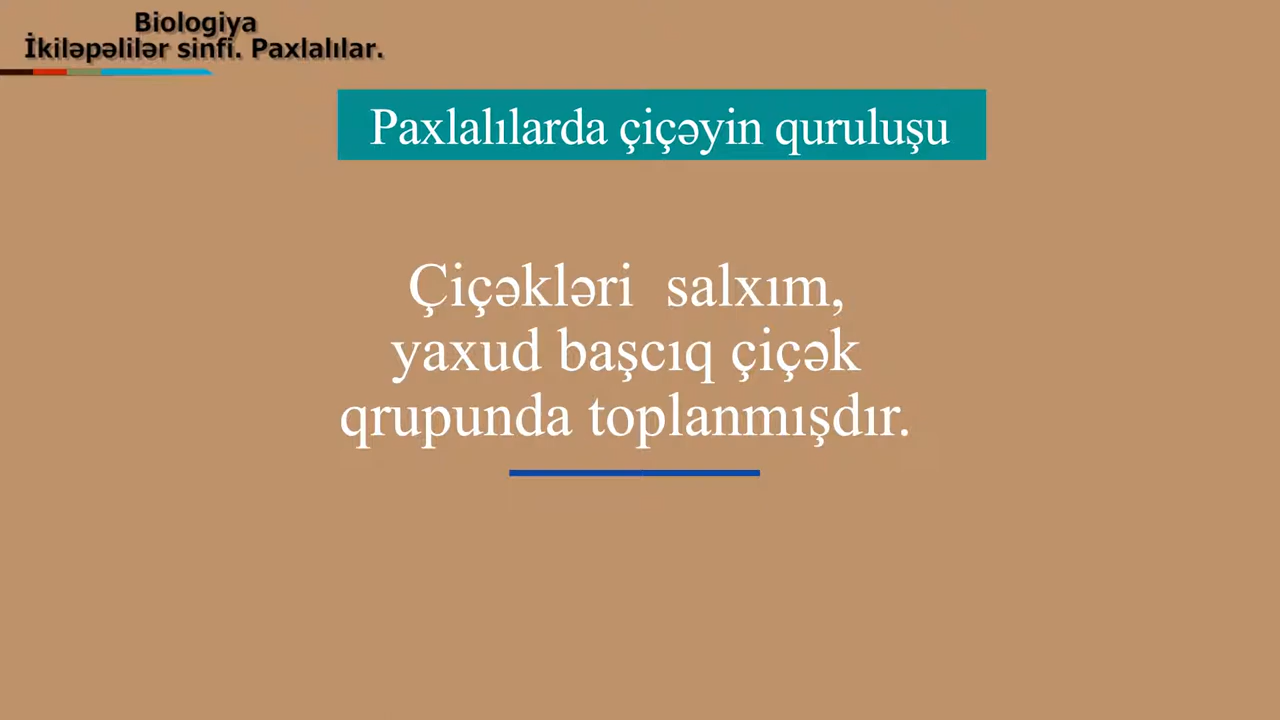 Biologiya
İkiləpəlilər sinfi. Paxlalılar.
Paxlalılarda çiçəyin quruluşu
Çiçəkləri salxım,
yaxud başcıq çiçək
qrupunda toplanmışdır.